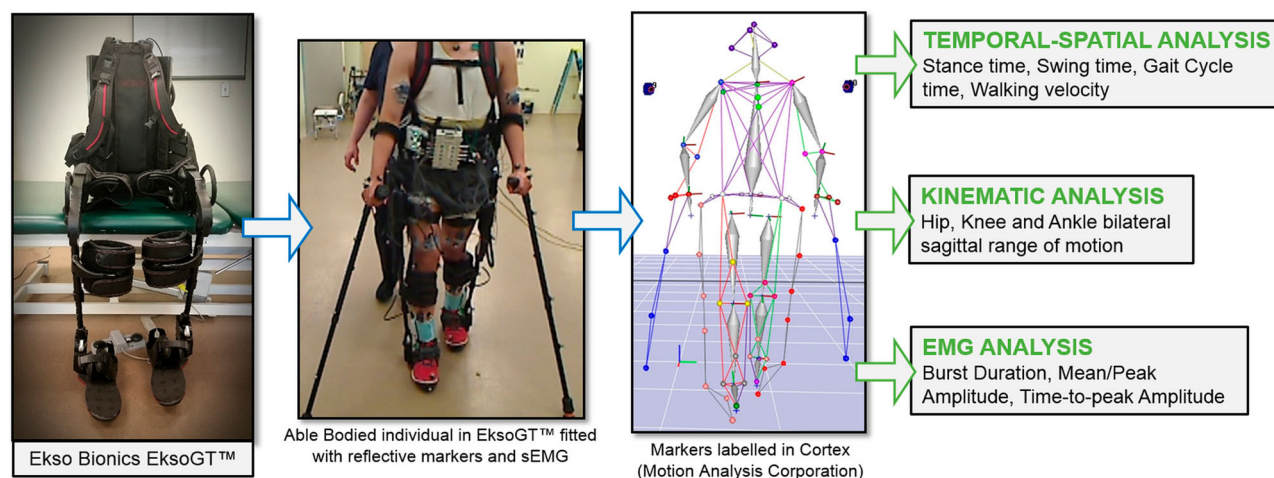 Ekso Bionics EksoGT™
Able Bodied individual in EksoGT™ fitted
with reflective markers and sEMG
Markers labelled in Cortex
(Motion Analysis Corporation)
TEMPORAL-SPATIAL ANALYSIS
Stance time, Swing time, Gait Cycle
time, Walking velocity
KINEMATIC ANALYSIS
Hip, Knee and Ankle bilateral
sagittal range of motion
EMG ANALYSIS
Burst Duration, Mean/Peak
Amplitude, Time-to-peak Amplitude